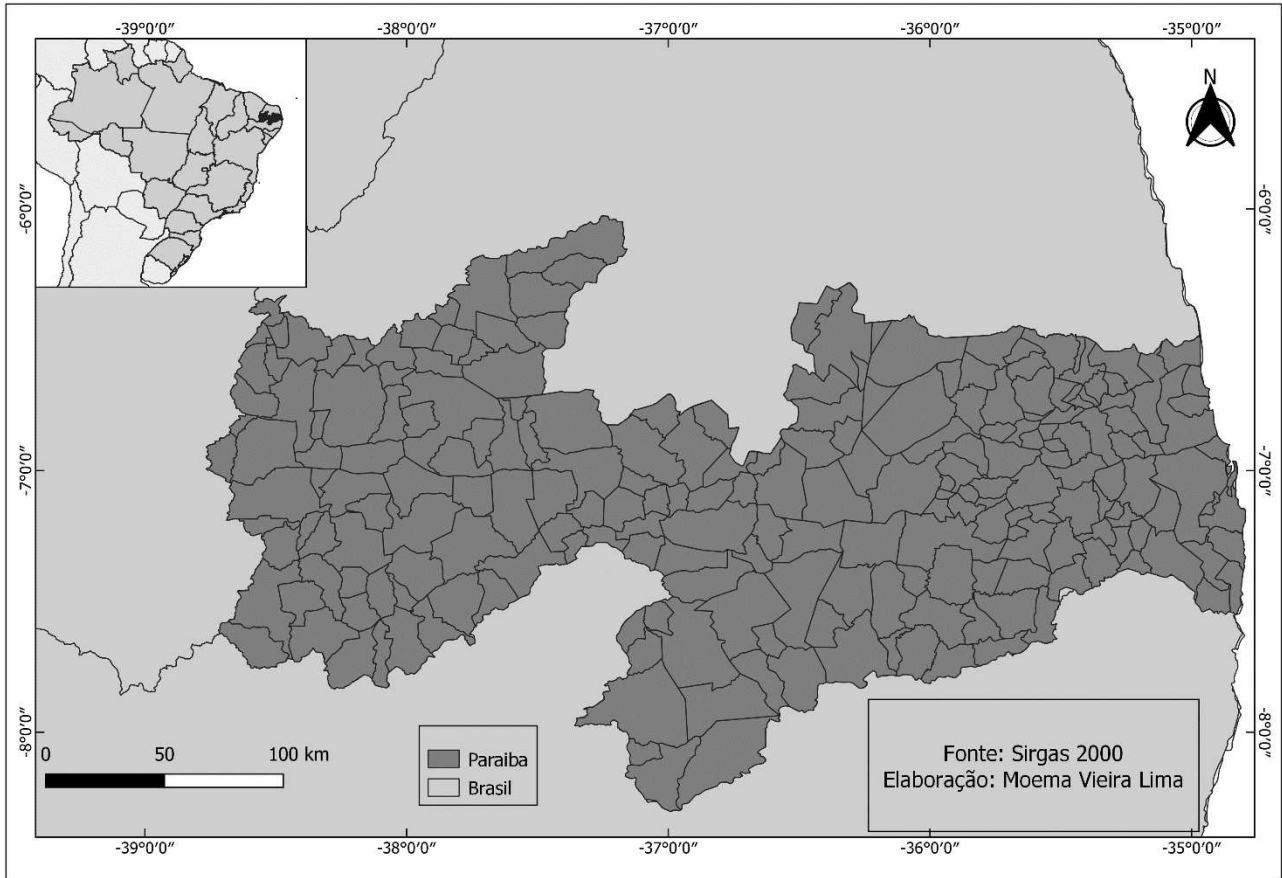 -39°0′0″ -38°0′0″ -37°0′0″ -36°0′0″ -35°0′0″
N
-6°0′0″ -6°0′0″
-7°0′0″ -7°0′0″
-8°0′0″ -8°0′0″
0 50 100 km
Paraiba
Brasil
Fonte: Sirgas 2000
Elaboração: Moema Vieira Lima
-39°0′0″ -38°0′0″ -37°0′0″ -36°0′0″ -35°0′0″